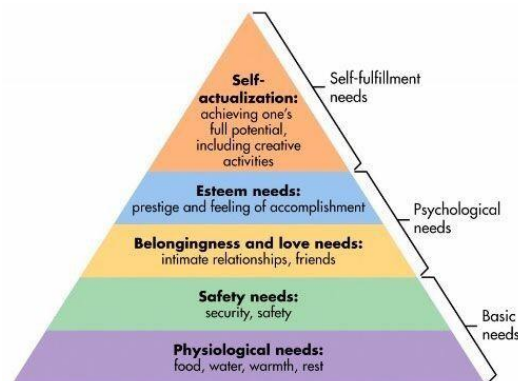 Self-
actualization:
achieving one's
full potential,
including creative
activities
Self-fulfillment
needs
Esteem needs:
prestige and feeling of accomplishment
Belongingness and love needs:
intimate relationships, friends
Psychological
needs
Safety needs:
security, safety
Physiological needs:
food, water, warmth, rest
Basic
needs